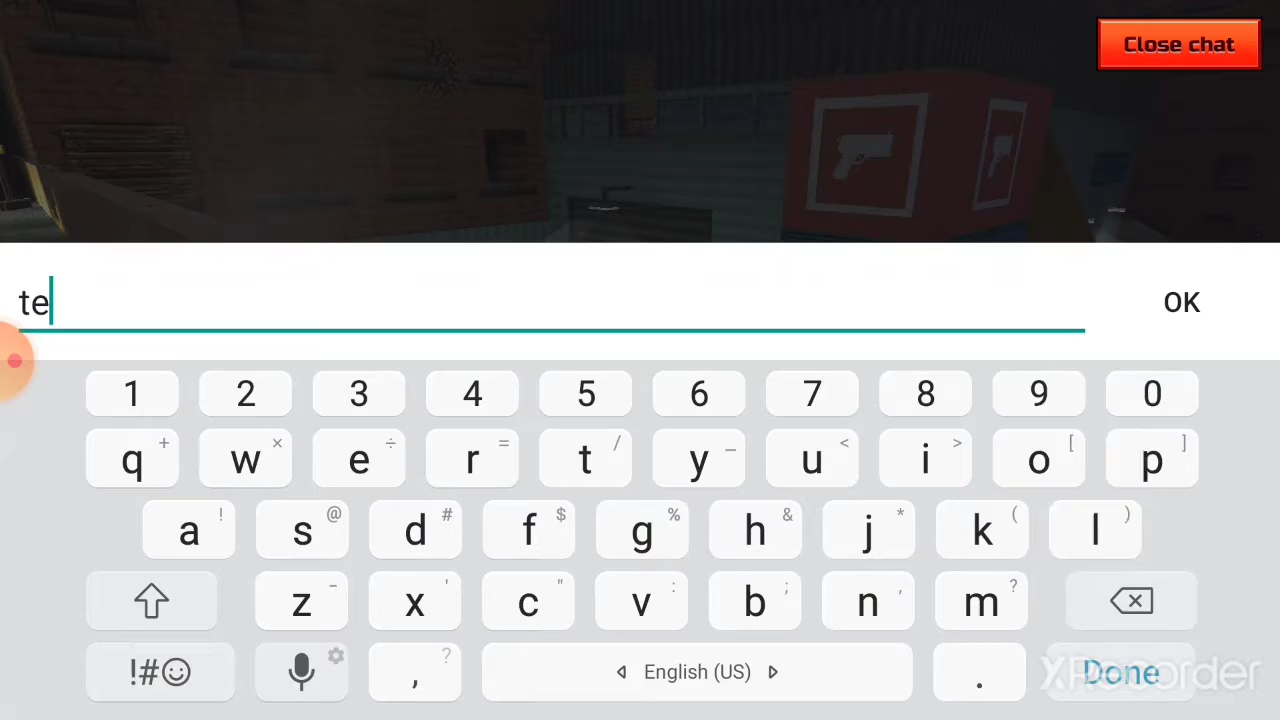 Close chat
te
OK
1 2 3 4 5 6 7 8 9 0
q + w × e ÷ r = t / y _ u < i > o [ p ]
a ! s @ d # f $ g % h & j * k ( l )
z - x ' c " v : b ; n , m ?
!#☺ , ? English (US) . Done
XRecorder